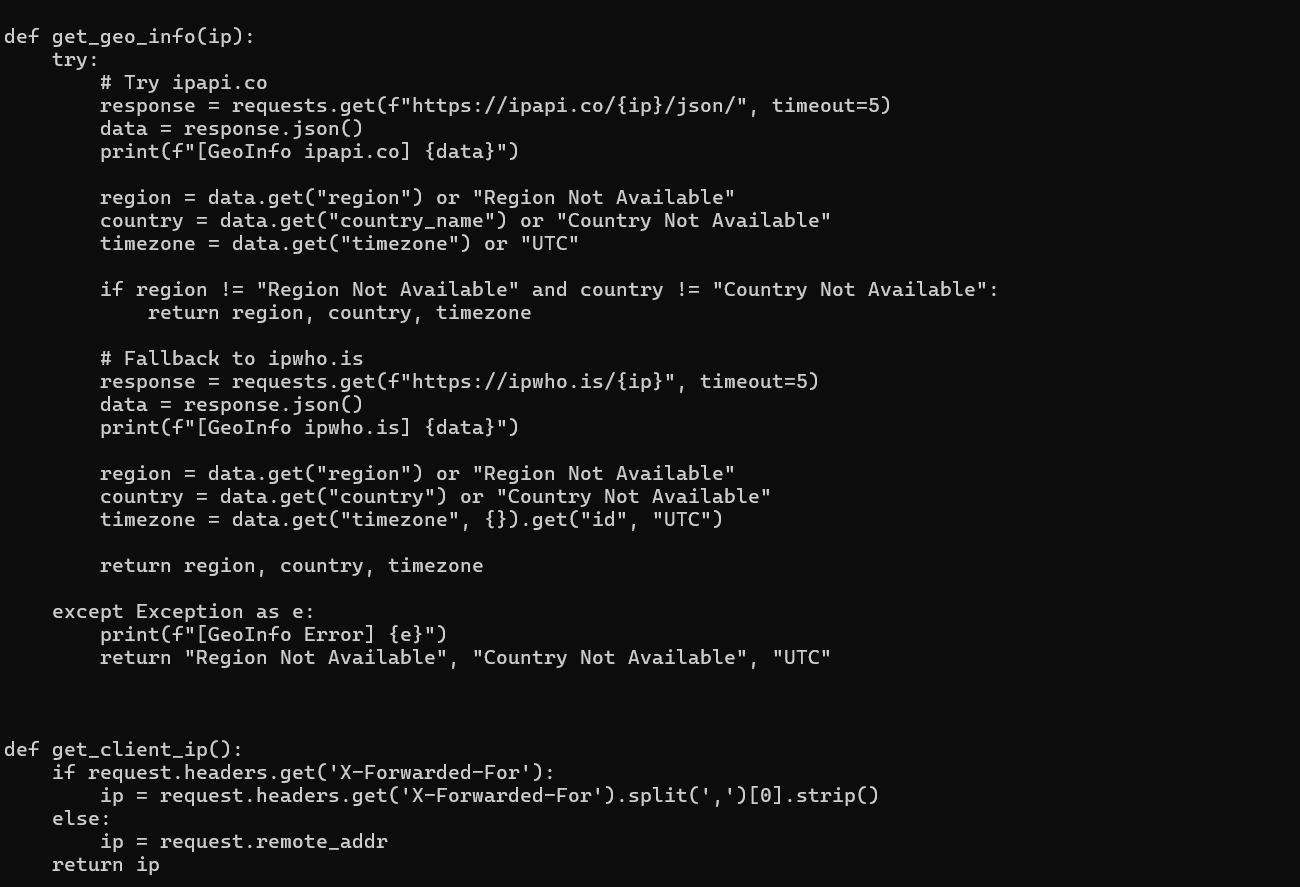 def get_geo_info(ip):
    try:
        # Try ipapi.co
        response = requests.get(f"https://ipapi.co/{ip}/json/", timeout=5)
        data = response.json()
        print(f"[GeoInfo ipapi.co] {data}")

        region = data.get("region") or "Region Not Available"
        country = data.get("country_name") or "Country Not Available"
        timezone = data.get("timezone") or "UTC"

        if region != "Region Not Available" and country != "Country Not Available":
            return region, country, timezone

        # Fallback to ipwho.is
        response = requests.get(f"https://ipwho.is/{ip}", timeout=5)
        data = response.json()
        print(f"[GeoInfo ipwho.is] {data}")

        region = data.get("region") or "Region Not Available"
        country = data.get("country") or "Country Not Available"
        timezone = data.get("timezone", {}).get("id", "UTC")

        return region, country, timezone

    except Exception as e:
        print(f"[GeoInfo Error] {e}")
        return "Region Not Available", "Country Not Available", "UTC"

def get_client_ip():
    if request.headers.get('X-Forwarded-For'):
        ip = request.headers.get('X-Forwarded-For').split(',')[0].strip()
    else:
        ip = request.remote_addr
    return ip